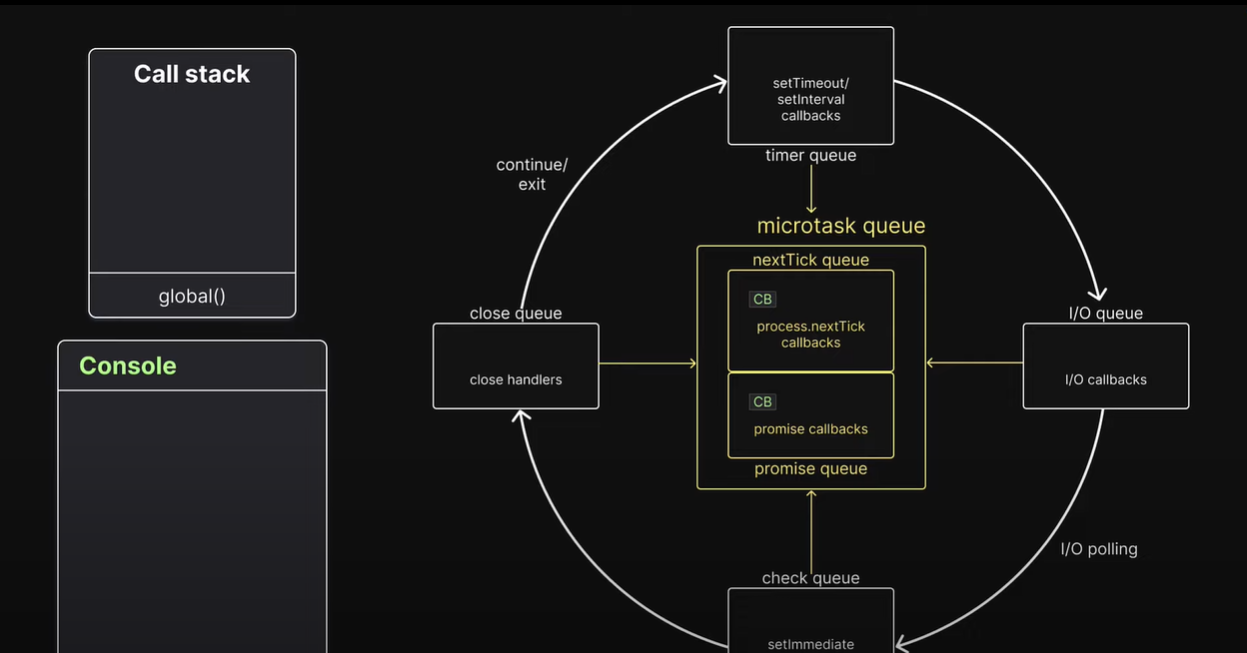 Call stack
global()
Console
setTimeout/
setInterval
callbacks
timer queue
continue/
exit
microtask queue
nextTick queue
CB
process.nextTick
callbacks
CB
promise callbacks
promise queue
close queue
close handlers
I/O queue
I/O callbacks
I/O polling
check queue
setImmediate